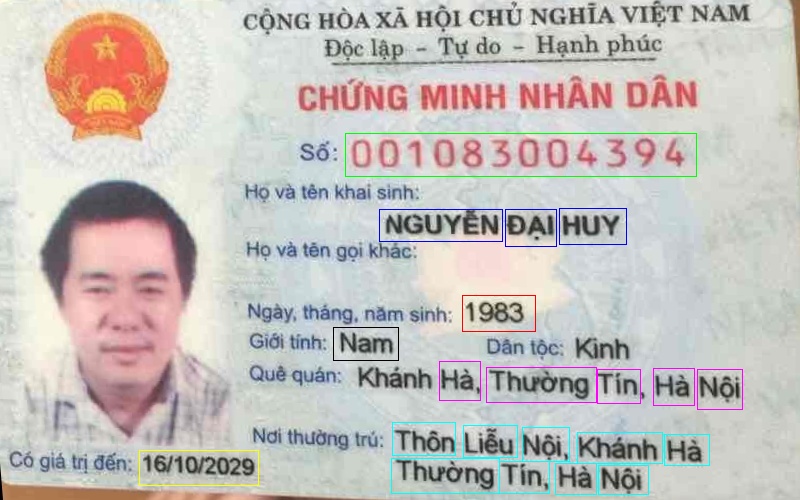 CỘNG HÒA XÃ HỘI CHỦ NGHĨA VIỆT NAM
Độc lập - Tự do - Hạnh phúc
CHỨNG MINH NHÂN DÂN
Số: 001083004394
Họ và tên khai sinh:
NGUYỄN ĐẠI HUY
Họ và tên gọi khác:
Ngày, tháng, năm sinh: 1983
Giới tính: Nam Dân tộc: Kinh
Quê quán: Khánh Hà, Thường Tín, Hà Nội
Nơi thường trú: Thôn Liễu Nội, Khánh Hà
Thường Tín, Hà Nội
Có giá trị đến: 16/10/2029